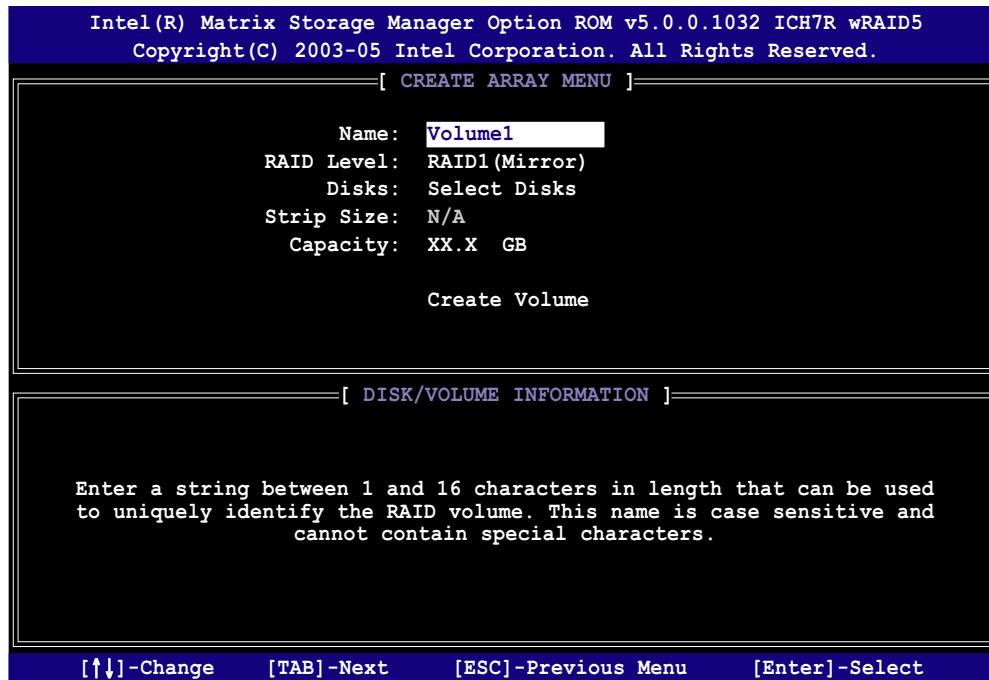 Intel(R) Matrix Storage Manager Option ROM v5.0.0.1032 ICH7R wRAID5
Copyright(C) 2003-05 Intel Corporation. All Rights Reserved.
[ CREATE ARRAY MENU ]
Name: Volume1
RAID Level: RAID1(Mirror)
Disks: Select Disks
Strip Size: N/A
Capacity: XX.X GB
Create Volume
[ DISK/VOLUME INFORMATION ]
Enter a string between 1 and 16 characters in length that can be used
to uniquely identify the RAID volume. This name is case sensitive and
cannot contain special characters.
[↑↓]-Change [TAB]-Next [ESC]-Previous Menu [Enter]-Select